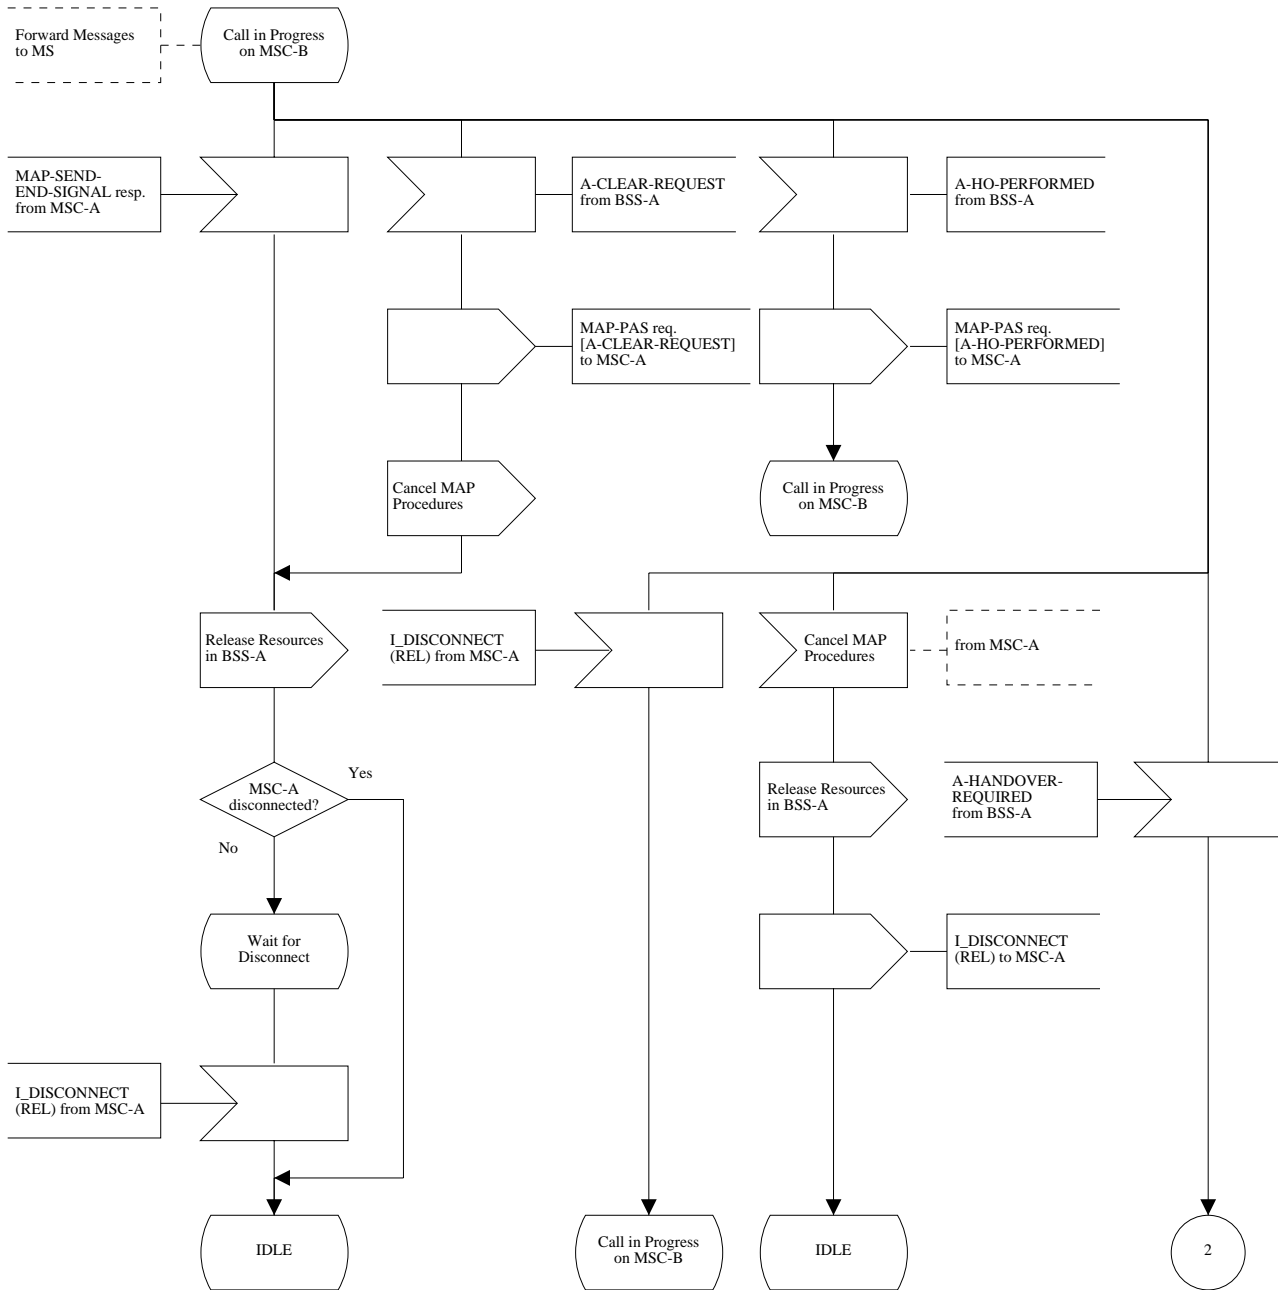 Forward Messages
to MS
Call in Progress
on MSC-B
MAP-SEND-
END-SIGNAL resp.
from MSC-A
A-CLEAR-REQUEST
from BSS-A
A-HO-PERFORMED
from BSS-A
MAP-PAS req.
[A-CLEAR-REQUEST]
to MSC-A
MAP-PAS req.
[A-HO-PERFORMED]
to MSC-A
Cancel MAP
Procedures
Call in Progress
on MSC-B
Release Resources
in BSS-A
I_DISCONNECT
(REL) from MSC-A
Cancel MAP
Procedures
from MSC-A
MSC-A
disconnected?
Yes
No
Release Resources
in BSS-A
A-HANDOVER-
REQUIRED
from BSS-A
Wait for
Disconnect
I_DISCONNECT
(REL) to MSC-A
I_DISCONNECT
(REL) from MSC-A
IDLE
Call in Progress
on MSC-B
IDLE
2